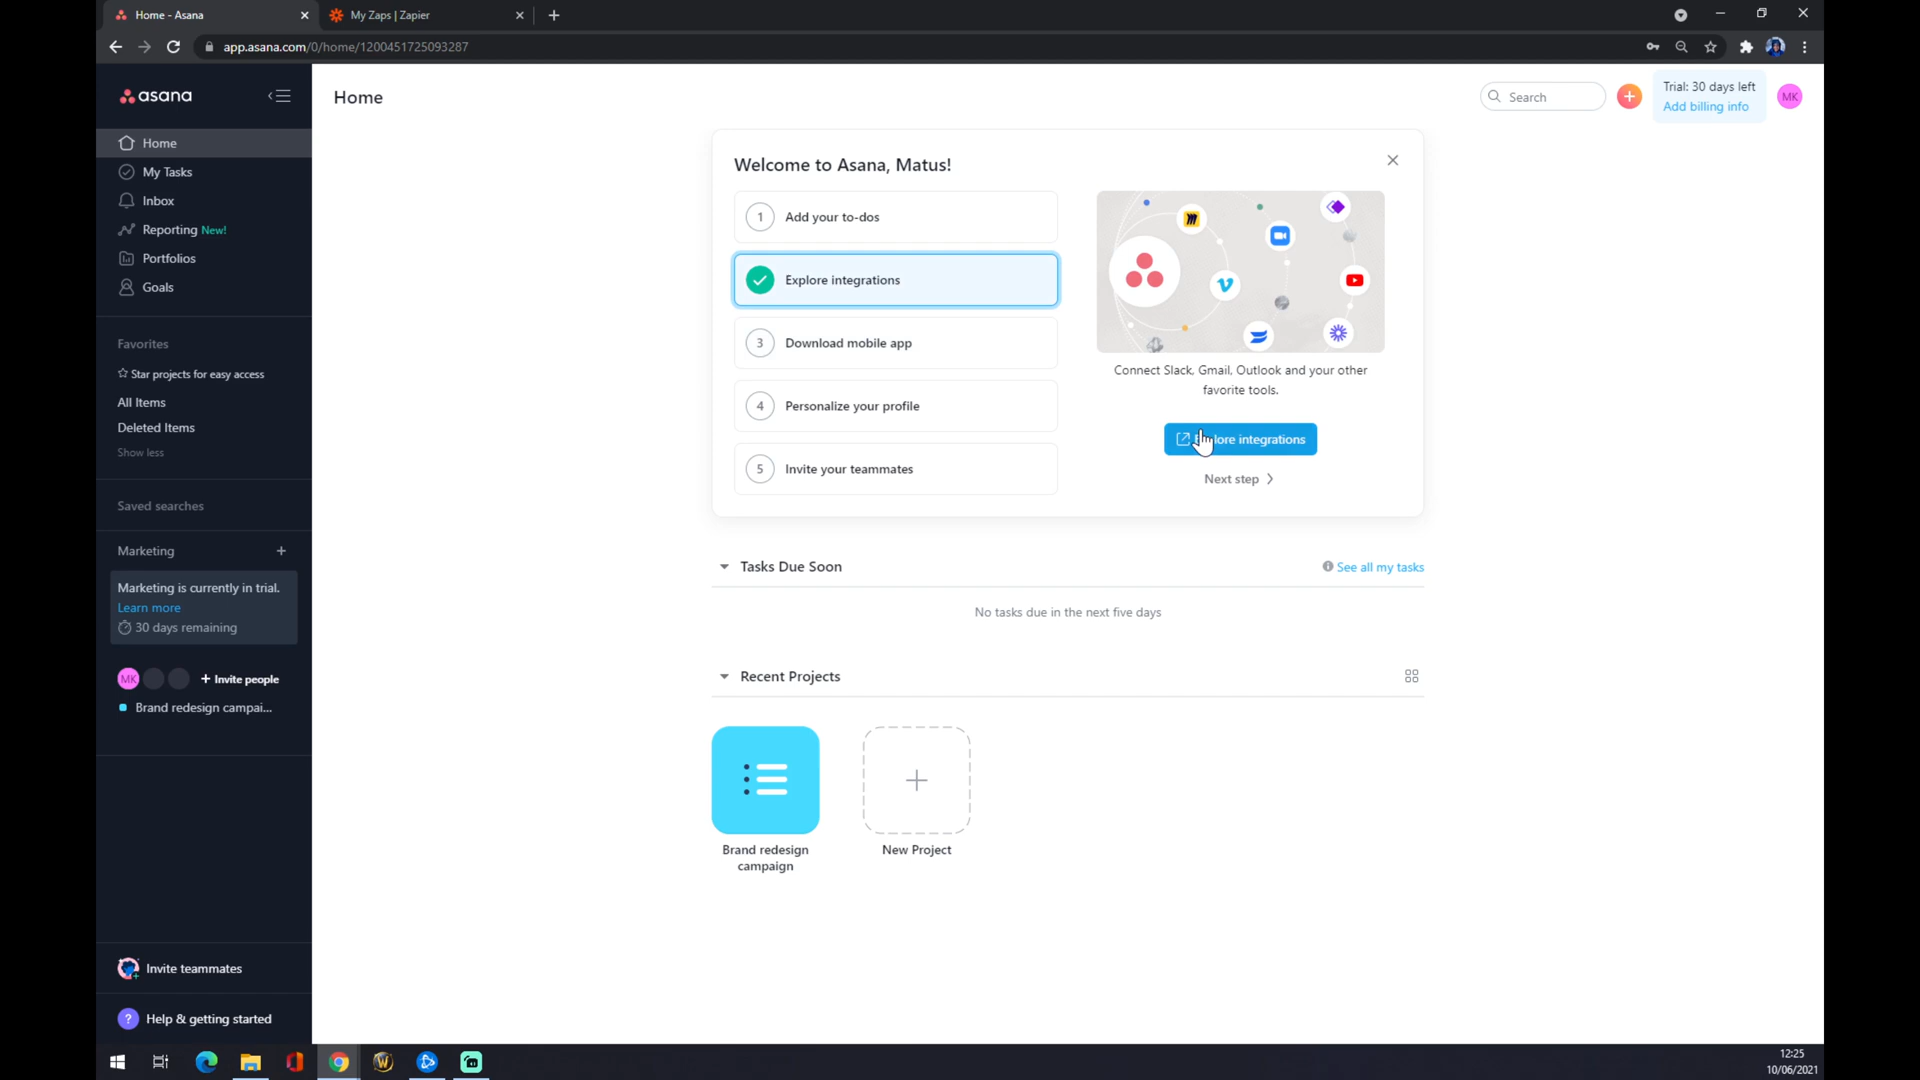 Home - Asana
My Zaps | Zapier
app.asana.com/0/home/1200451725093287
asana
Home
Search
Trial: 30 days left
Add billing info
MK
Home
My Tasks
Inbox
Reporting New!
Portfolios
Goals
Favorites
Star projects for easy access
All Items
Deleted Items
Show less
Saved searches
Marketing
Marketing is currently in trial.
Learn more
30 days remaining
MK
Invite people
Brand redesign campai...
Invite teammates
? Help & getting started
Welcome to Asana, Matus!
1 Add your to-dos
Explore integrations
3 Download mobile app
4 Personalize your profile
5 Invite your teammates
Connect Slack, Gmail, Outlook and your other
favorite tools.
integrations
Next step
Tasks Due Soon
See all my tasks
No tasks due in the next five days
Recent Projects
Brand redesign
campaign
New Project
12:25
10/06/2021